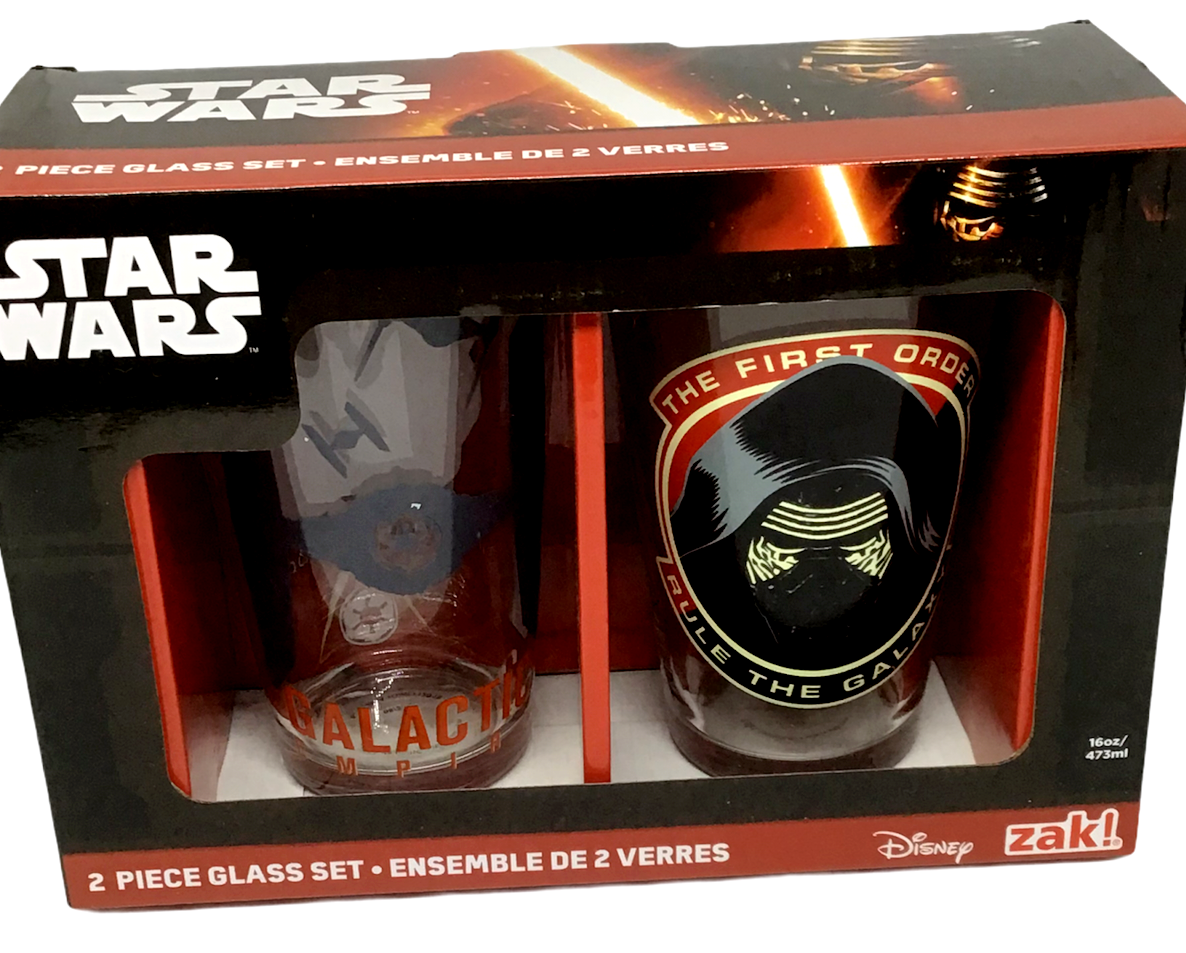 STAR
WARS
PIECE GLASS SET • ENSEMBLE DE 2 VERRES
STAR
WARS
TM
THE FIRST ORDER
RULE THE GALAXY
GALACTIC
MPIR
16oz/
473ml
2 PIECE GLASS SET • ENSEMBLE DE 2 VERRES
Disney
zak!